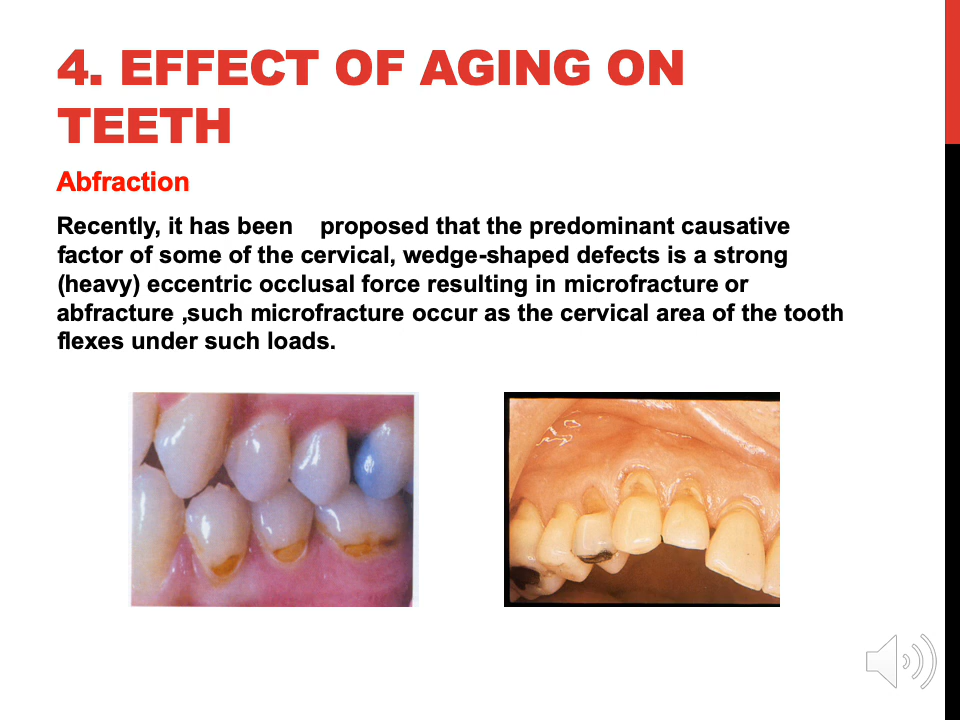 4. EFFECT OF AGING ON
TEETH
Abfraction
Recently, it has been    proposed that the predominant causative
factor of some of the cervical, wedge-shaped defects is a strong
(heavy) eccentric occlusal force resulting in microfracture or
abfracture ,such microfracture occur as the cervical area of the tooth
flexes under such loads.